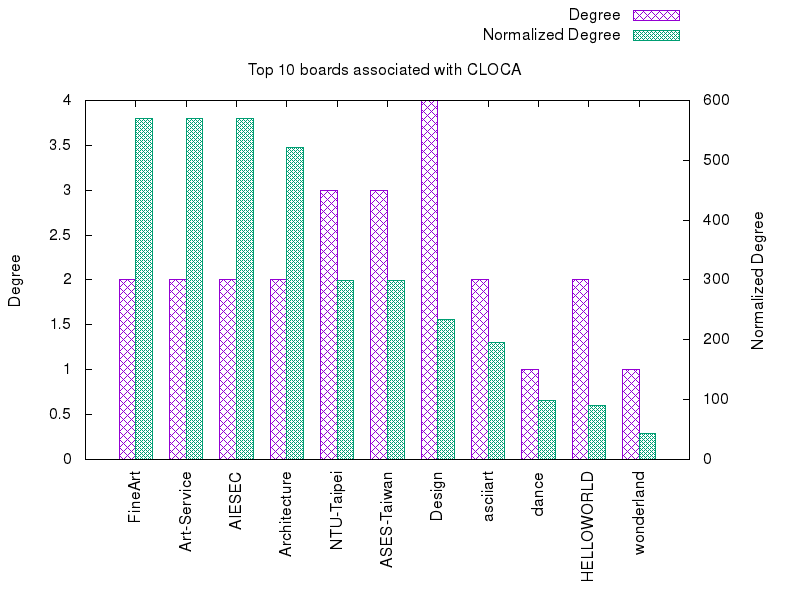 Degree
Normalized Degree
Top 10 boards associated with CLOCA
4
3.5
3
2.5
2
1.5
1
0.5
0
600
500
400
300
200
100
0
Degree
Normalized Degree
FineArt
Art-Service
AIESEC
Architecture
NTU-Taipei
ASES-Taiwan
Design
asciiart
dance
HELLOWORLD
wonderland